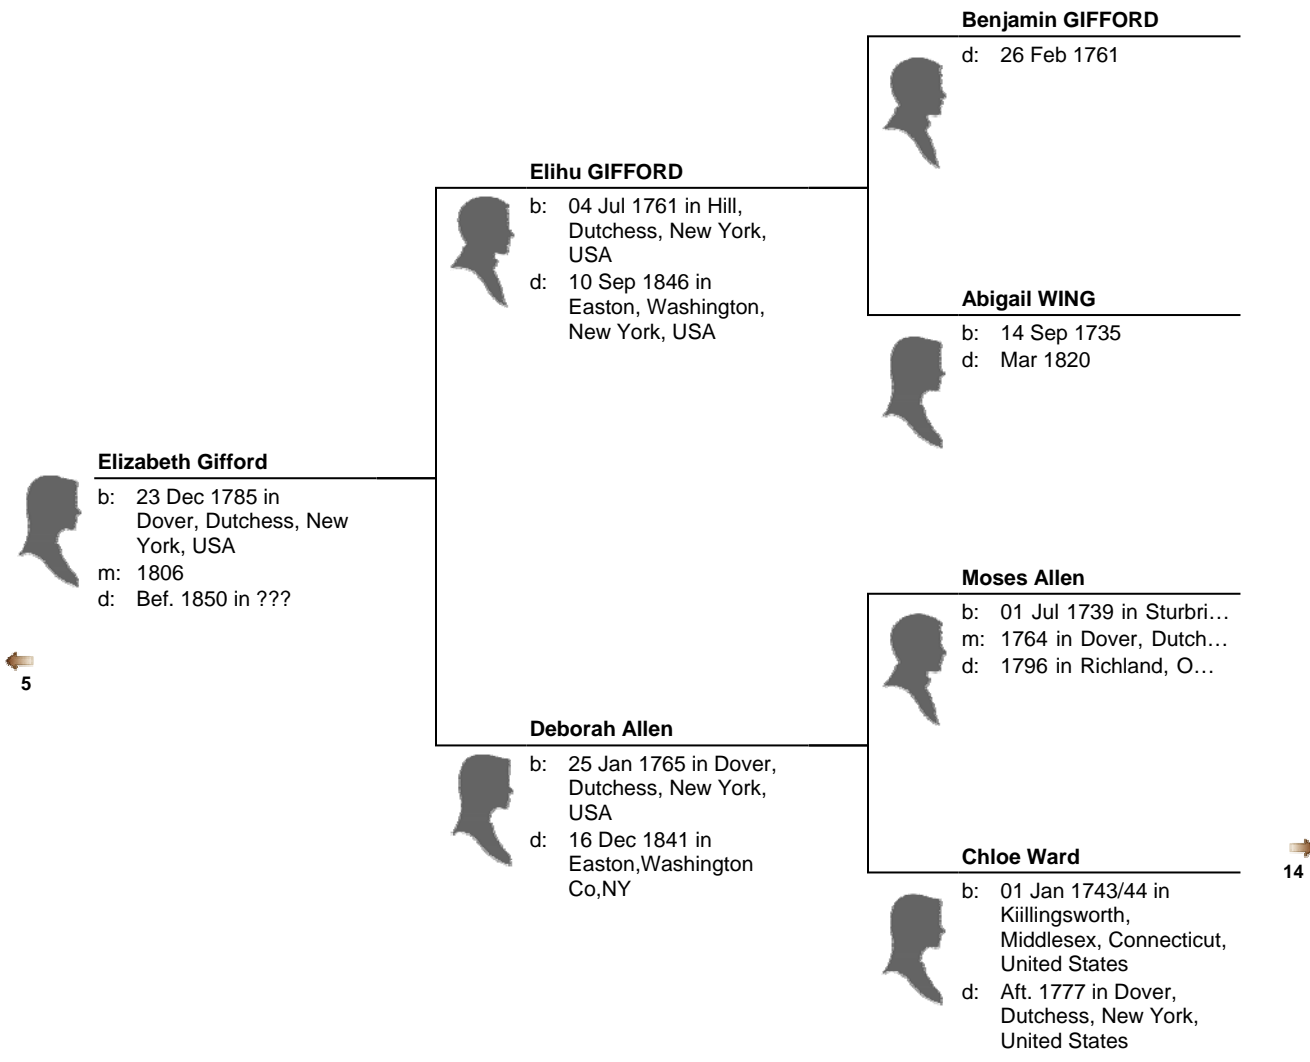 Benjamin GIFFORD
d: 26 Feb 1761
Elihu GIFFORD
b: 04 Jul 1761 in Hill,
Dutchess, New York,
USA
d: 10 Sep 1846 in
Easton, Washington,
New York, USA
Abigail WING
b: 14 Sep 1735
d: Mar 1820
Elizabeth Gifford
b: 23 Dec 1785 in
Dover, Dutchess, New
York, USA
m: 1806
d: Bef. 1850 in ???
5
Moses Allen
b: 01 Jul 1739 in Sturbri…
m: 1764 in Dover, Dutch…
d: 1796 in Richland, O…
Deborah Allen
b: 25 Jan 1765 in Dover,
Dutchess, New York,
USA
d: 16 Dec 1841 in
Easton,Washington
Co,NY
Chloe Ward
b: 01 Jan 1743/44 in
Kiillingsworth,
Middlesex, Connecticut,
United States
d: Aft. 1777 in Dover,
Dutchess, New York,
United States
14